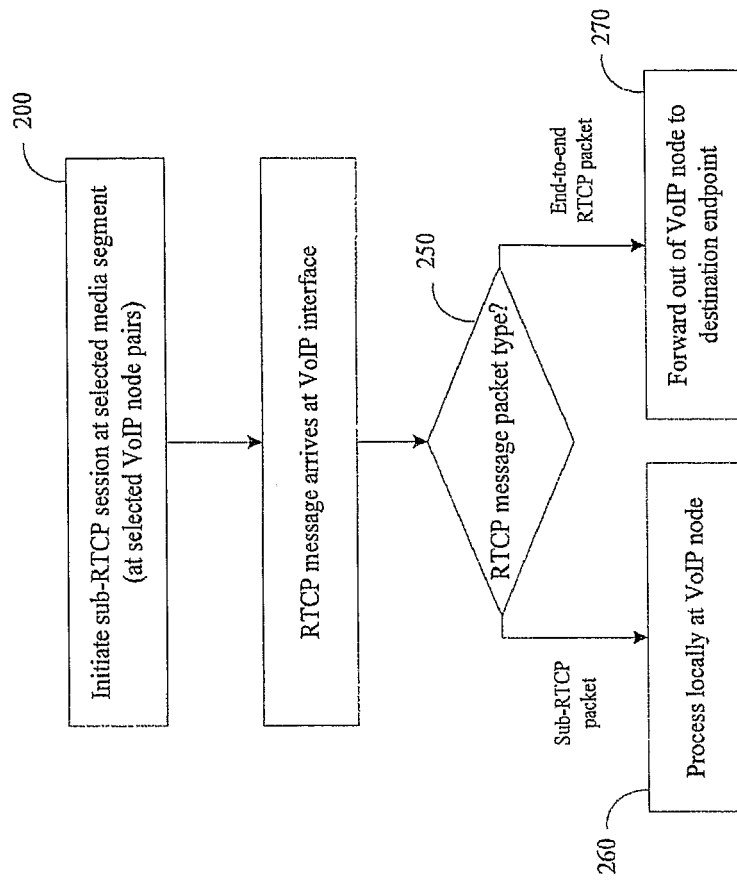 200
Initiate sub-RTCP session at selected media segment
(at selected VoIP node pairs)
RTCP message arrives at VoIP interface
250
RTCP message packet type?
Sub-RTCP
packet
End-to-end
RTCP packet
260
Process locally at VoIP node
270
Forward out of VoIP node to
destination endpoint